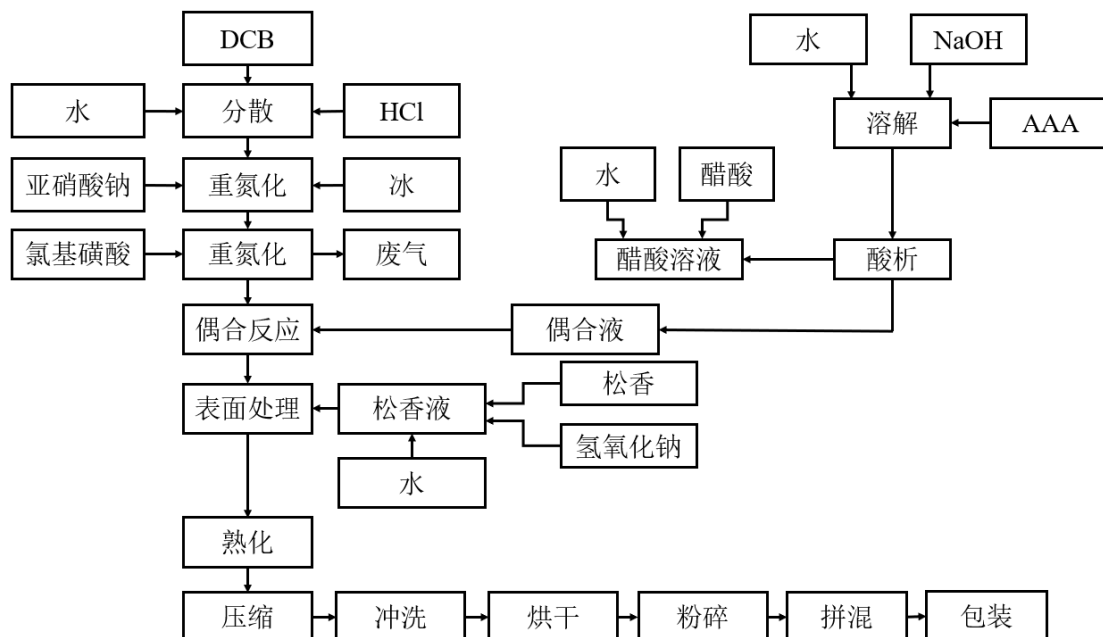 DCB
水
NaOH
水
分散
HCl
溶解
AAA
水
醋酸
亚硝酸钠
重氮化
冰
氯基磺酸
重氮化
废气
醋酸溶液
酸析
偶合反应
偶合液
松香
表面处理
松香液
氢氧化钠
水
熟化
压缩
冲洗
烘干
粉碎
拼混
包装